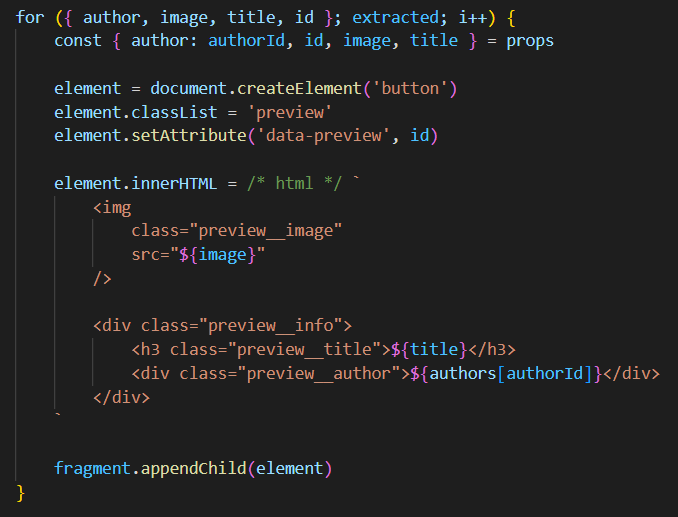 for ({ author, image, title, id }; extracted; i++) {
    const { author: authorId, id, image, title } = props

    element = document.createElement('button')
    element.classList = 'preview'
    element.setAttribute('data-preview', id)

    element.innerHTML = /* html */ `
        <img
            class="preview__image"
            src="${image}"
        />

        <div class="preview__info">
            <h3 class="preview__title">${title}</h3>
            <div class="preview__author">${authors[authorId]}</div>
        </div>
    `

    fragment.appendChild(element)
}